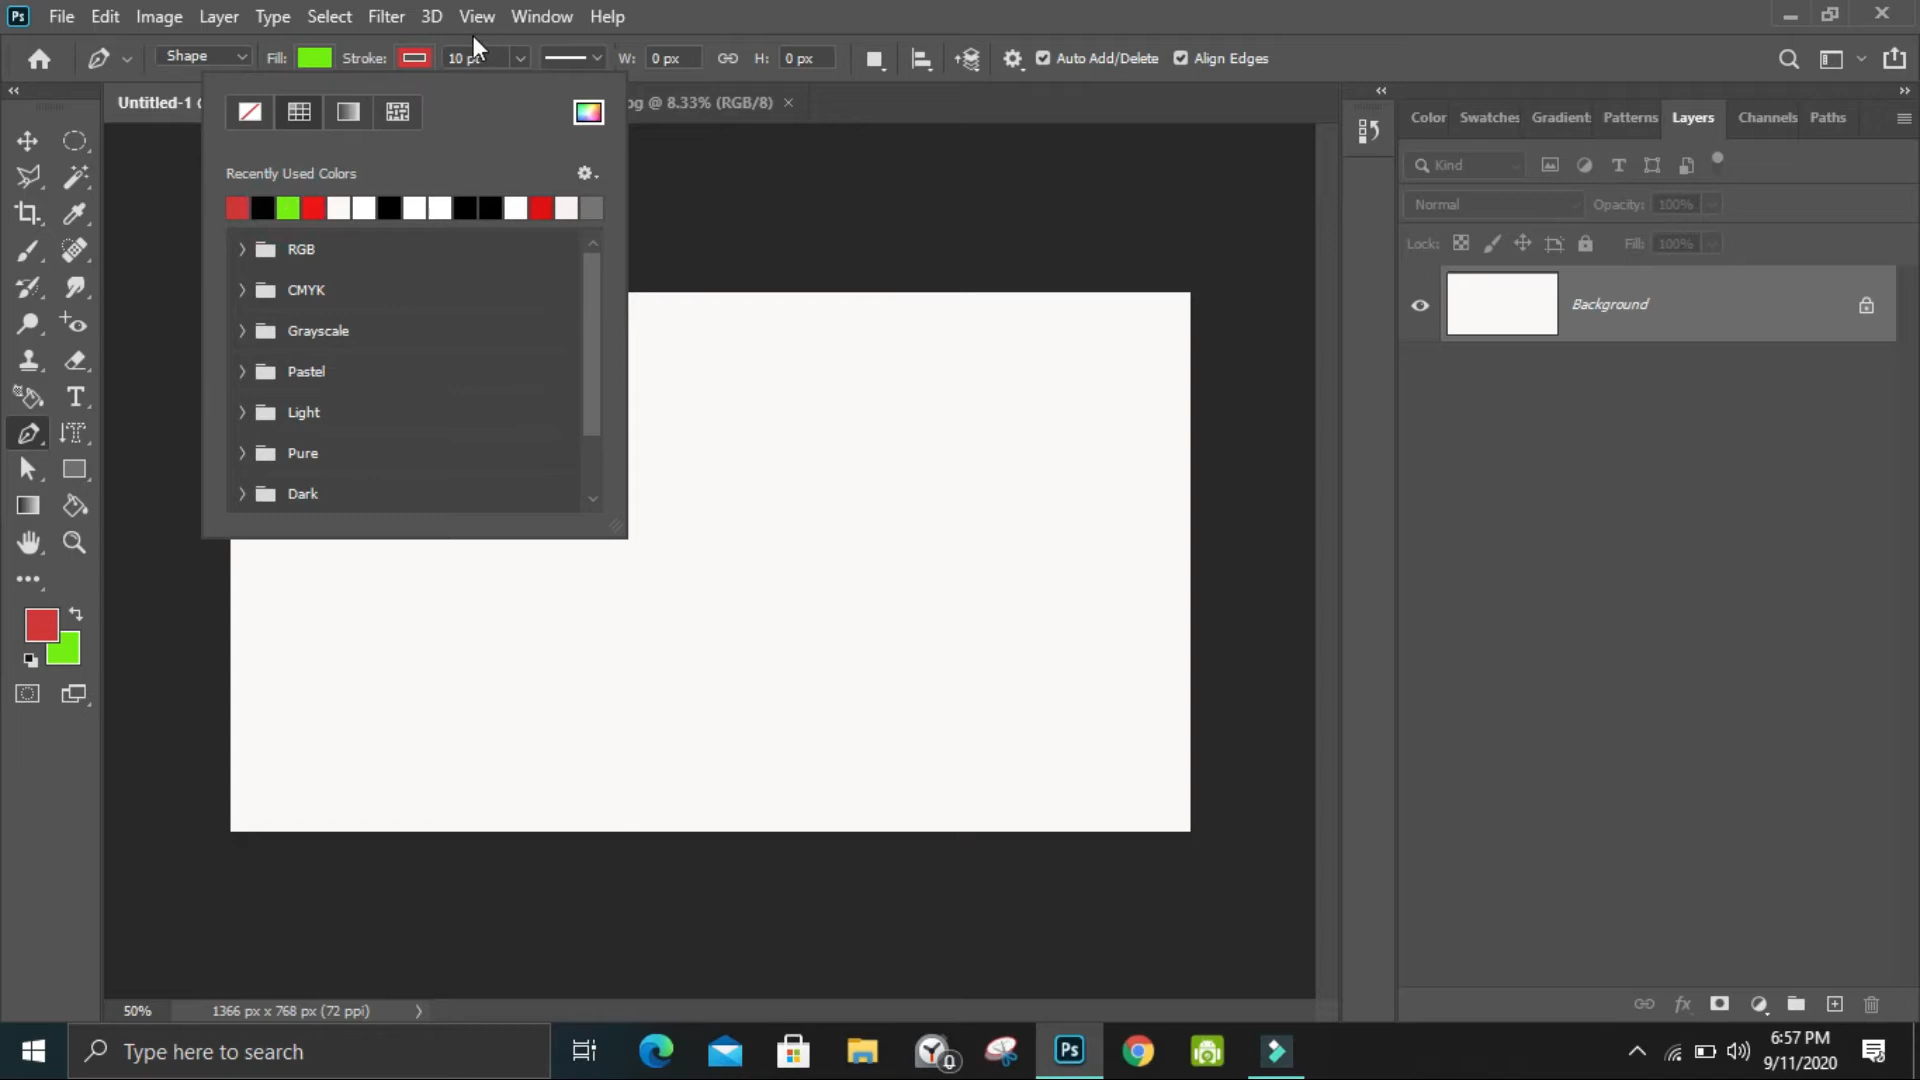 Ps File Edit Image Layer Type Select Filter 3D View Window Help
Shape Fill: Stroke: 10 W: 0 px H: 0 px Auto Add/Delete Align Edges
Untitled-1 @ 8.33% (RGB/8) ×
Recently Used Colors
RGB
CMYK
Grayscale
Pastel
Light
Pure
Dark
Color Swatches Gradient Patterns Layers Channels Paths
Kind
Normal Opacity: 100%
Lock: Fill: 100%
Background
50% 1366 px x 768 px (72 ppi)
Type here to search
Ps
6:57 PM
9/11/2020